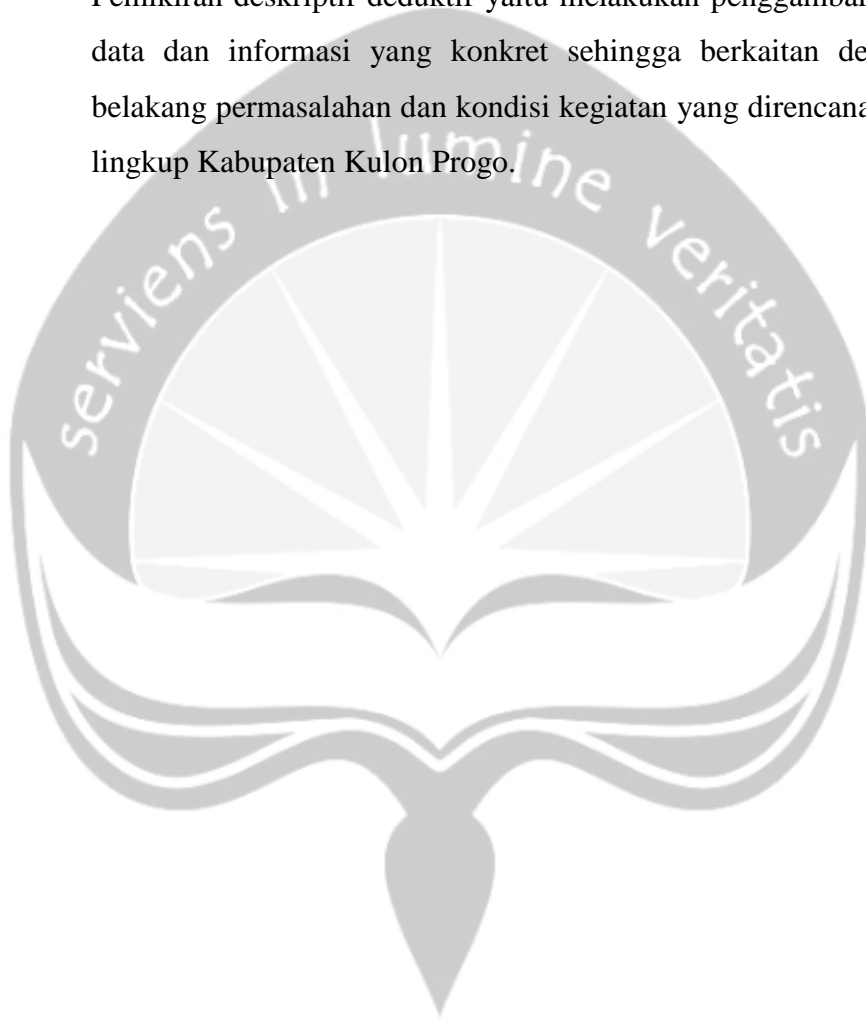 Pemikiran deskriptif deduktif yaitu melakukan penggambar
data dan informasi yang konkret sehingga berkaitan de
belakang permasalahan dan kondisi kegiatan yang direncana
lingkup Kabupaten Kulon Progo.
serviens in lumine veritatis